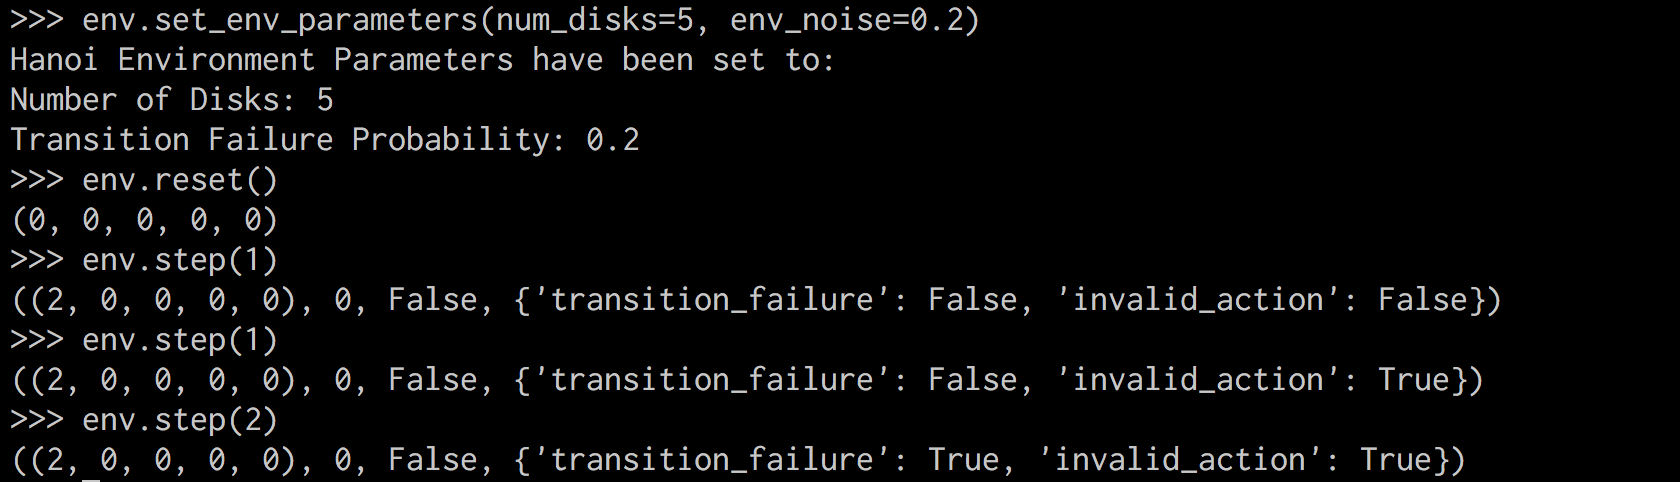 >>> env.set_env_parameters(num_disks=5, env_noise=0.2)
Hanoi Environment Parameters have been set to:
Number of Disks: 5
Transition Failure Probability: 0.2
>>> env.reset()
(0, 0, 0, 0, 0)
>>> env.step(1)
((2, 0, 0, 0, 0), 0, False, {'transition_failure': False, 'invalid_action': False})
>>> env.step(1)
((2, 0, 0, 0, 0), 0, False, {'transition_failure': False, 'invalid_action': True})
>>> env.step(2)
((2, 0, 0, 0, 0), 0, False, {'transition_failure': True, 'invalid_action': True})